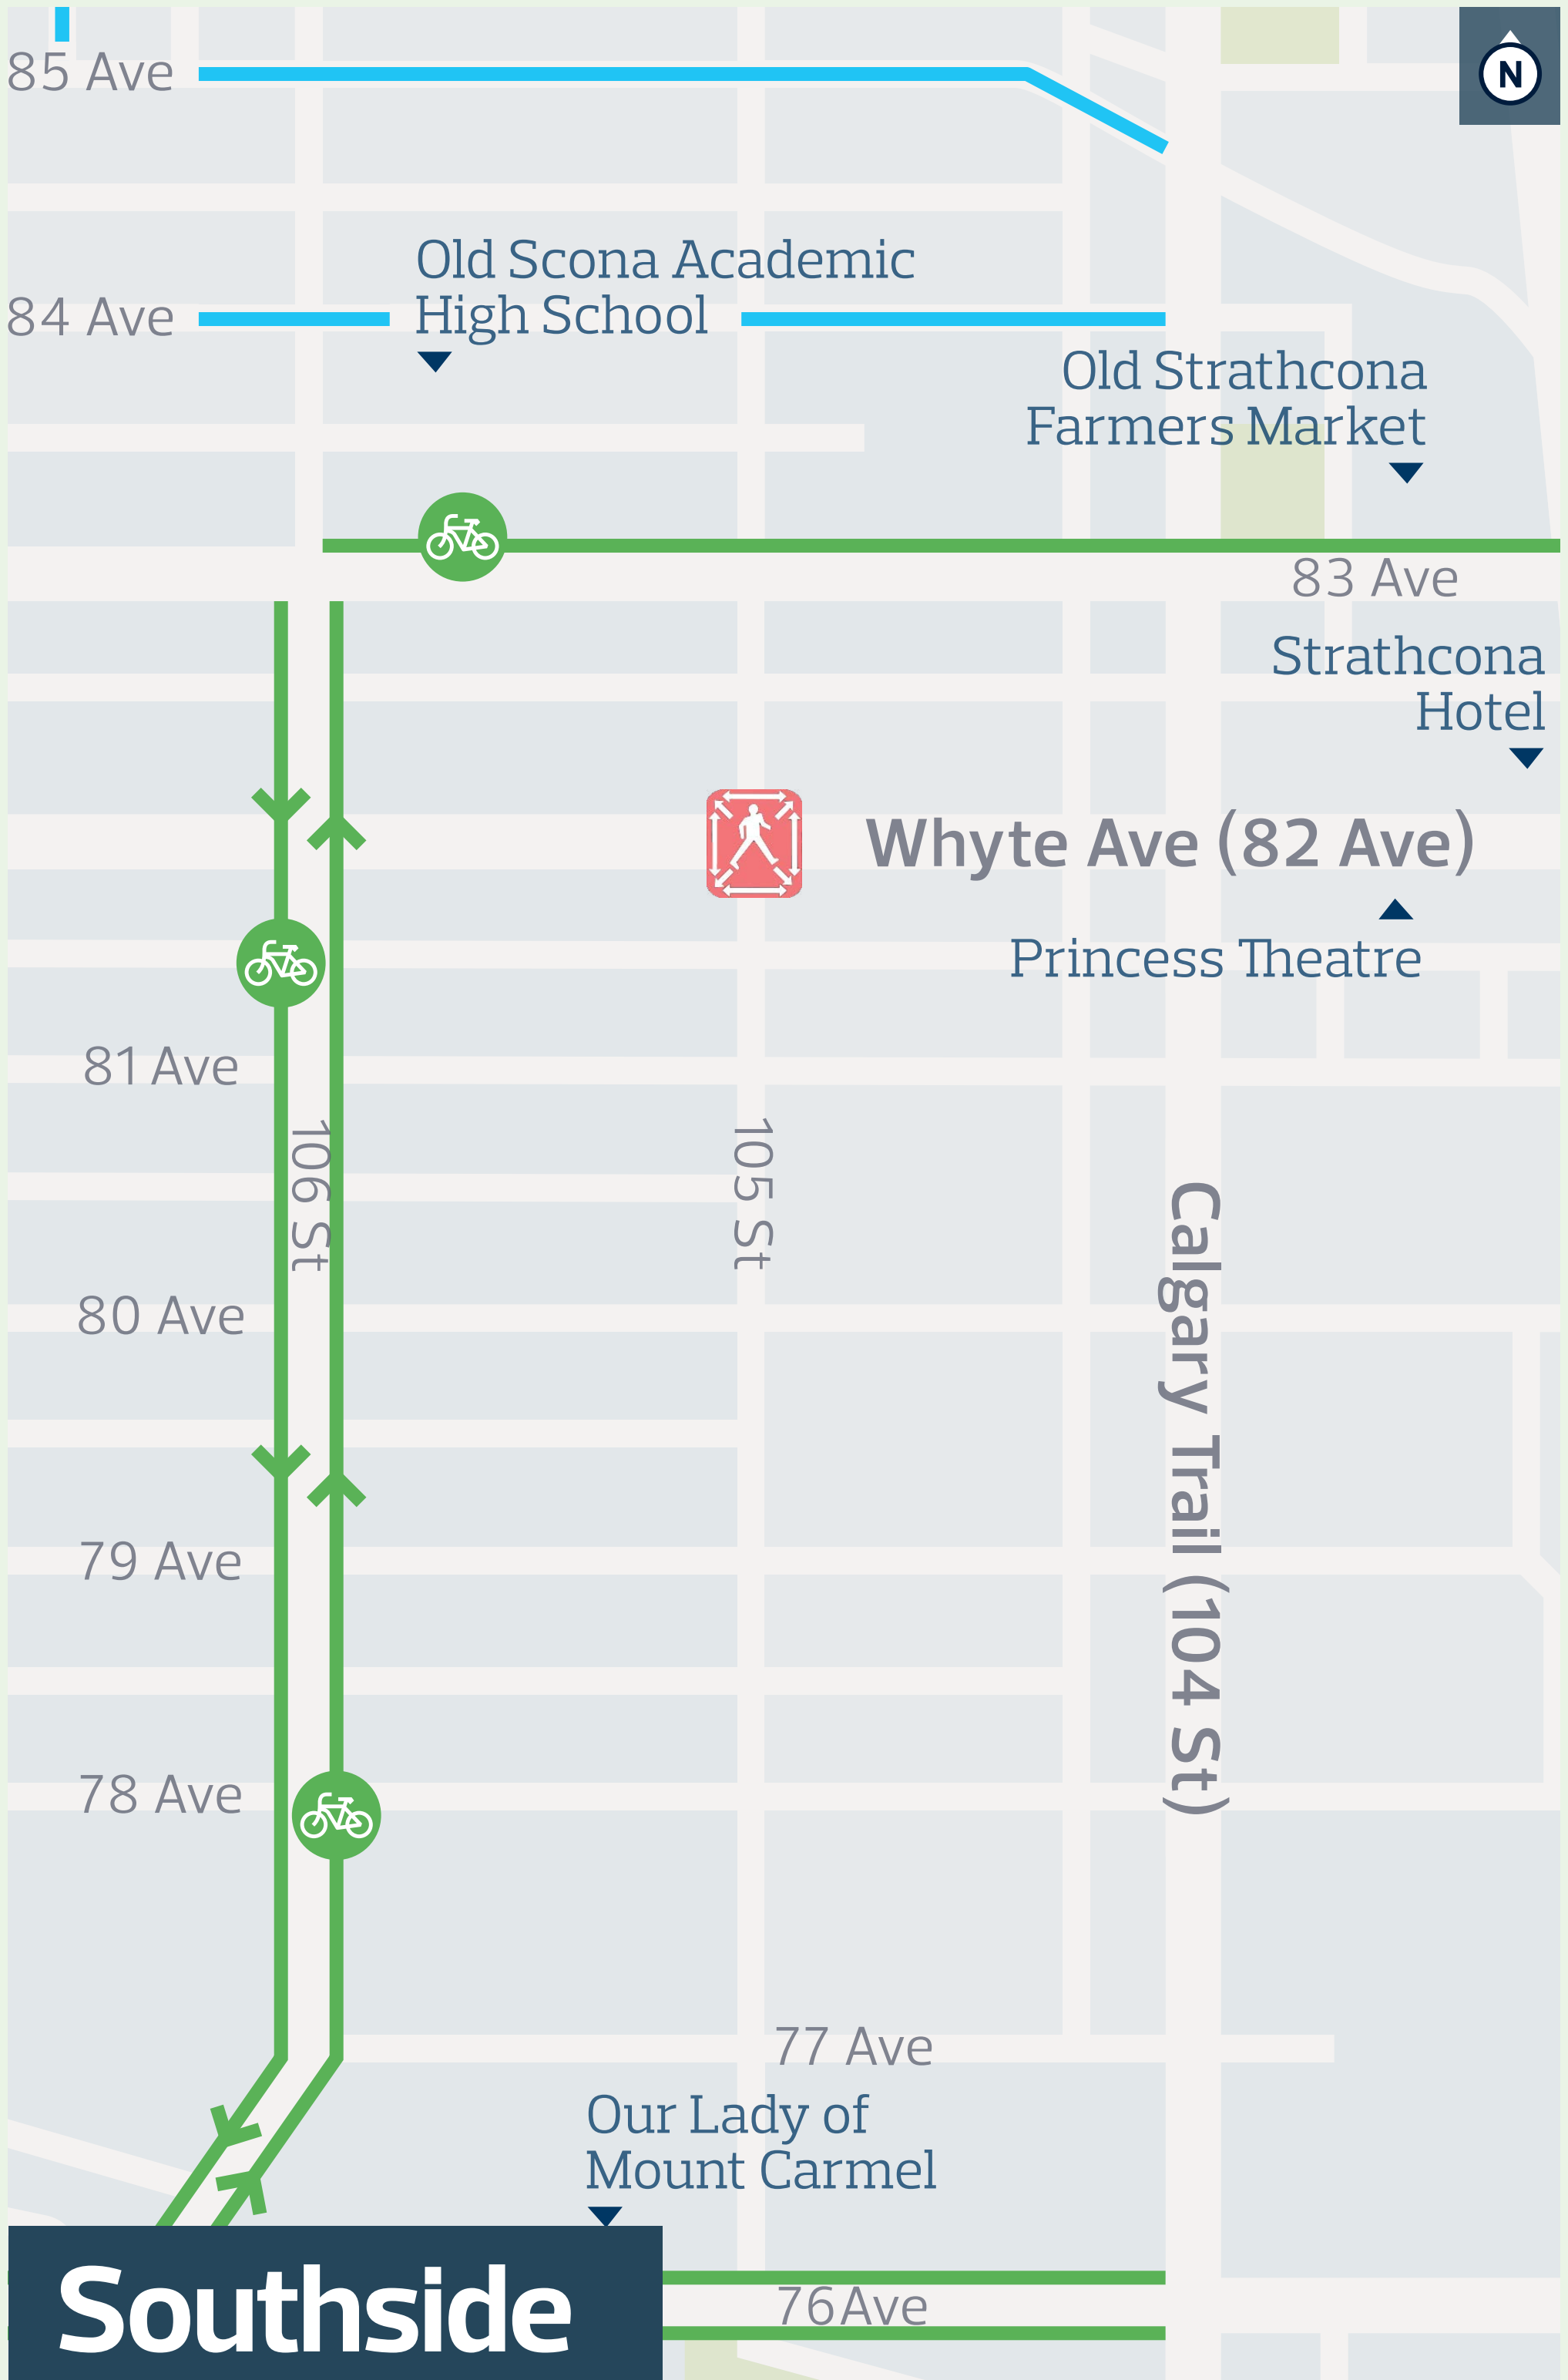 N
85 Ave
Old Scona Academic
High School
84 Ave
Old Strathcona
Farmers Market
83 Ave
Strathcona
Hotel
Whyte Ave (82 Ave)
Princess Theatre
81 Ave
106 St
105 St
Calgary Trail (104 St)
80 Ave
79 Ave
78 Ave
77 Ave
Our Lady of
Mount Carmel
76 Ave
Southside